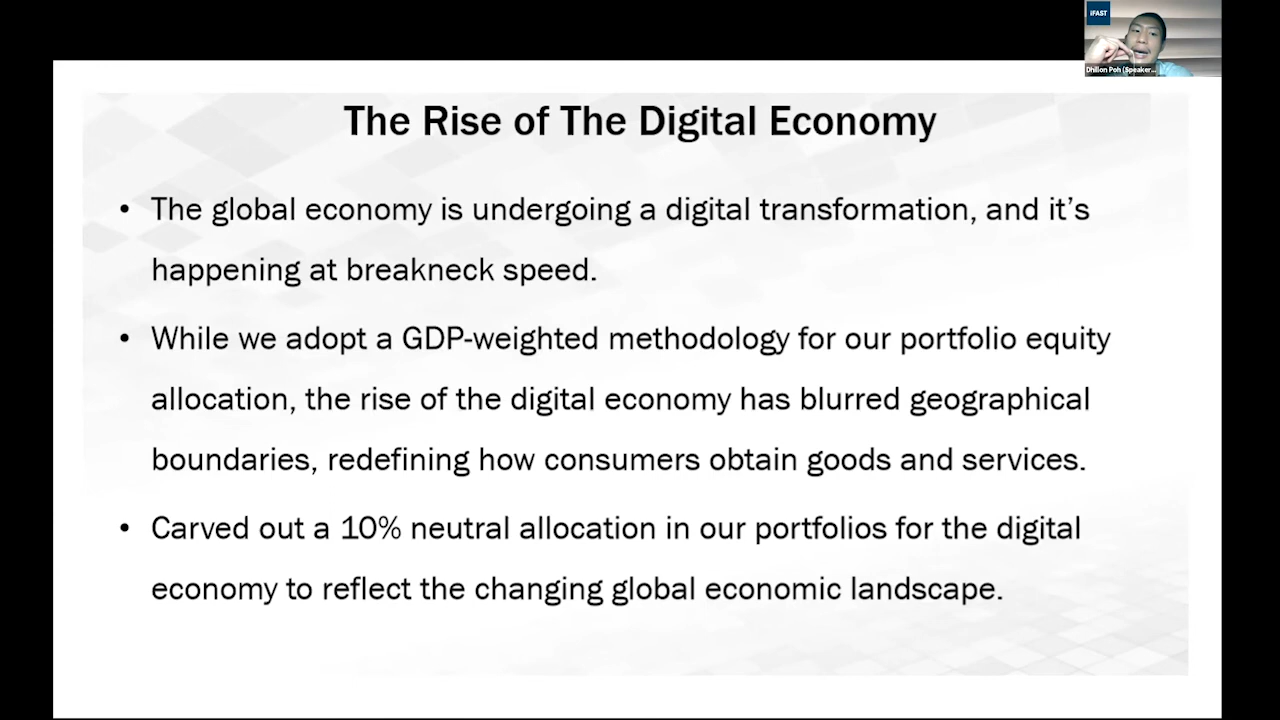 iFAST
Dhillon Poh (Speaker...
The Rise of The Digital Economy
• The global economy is undergoing a digital transformation, and it’s
happening at breakneck speed.
• While we adopt a GDP-weighted methodology for our portfolio equity
allocation, the rise of the digital economy has blurred geographical
boundaries, redefining how consumers obtain goods and services.
• Carved out a 10% neutral allocation in our portfolios for the digital
economy to reflect the changing global economic landscape.